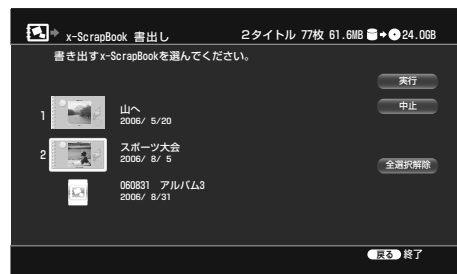 x-ScrapBook 書出し 2タイトル 77枚 61.6MB 24.0GB
書き出すx-ScrapBookを選んでください。
実行
中止
1 山へ
2006/ 5/20
2 スポーツ大会
2006/ 8/ 5
全選択解除
060831 アルバム3
2006/ 8/31
戻る 終了